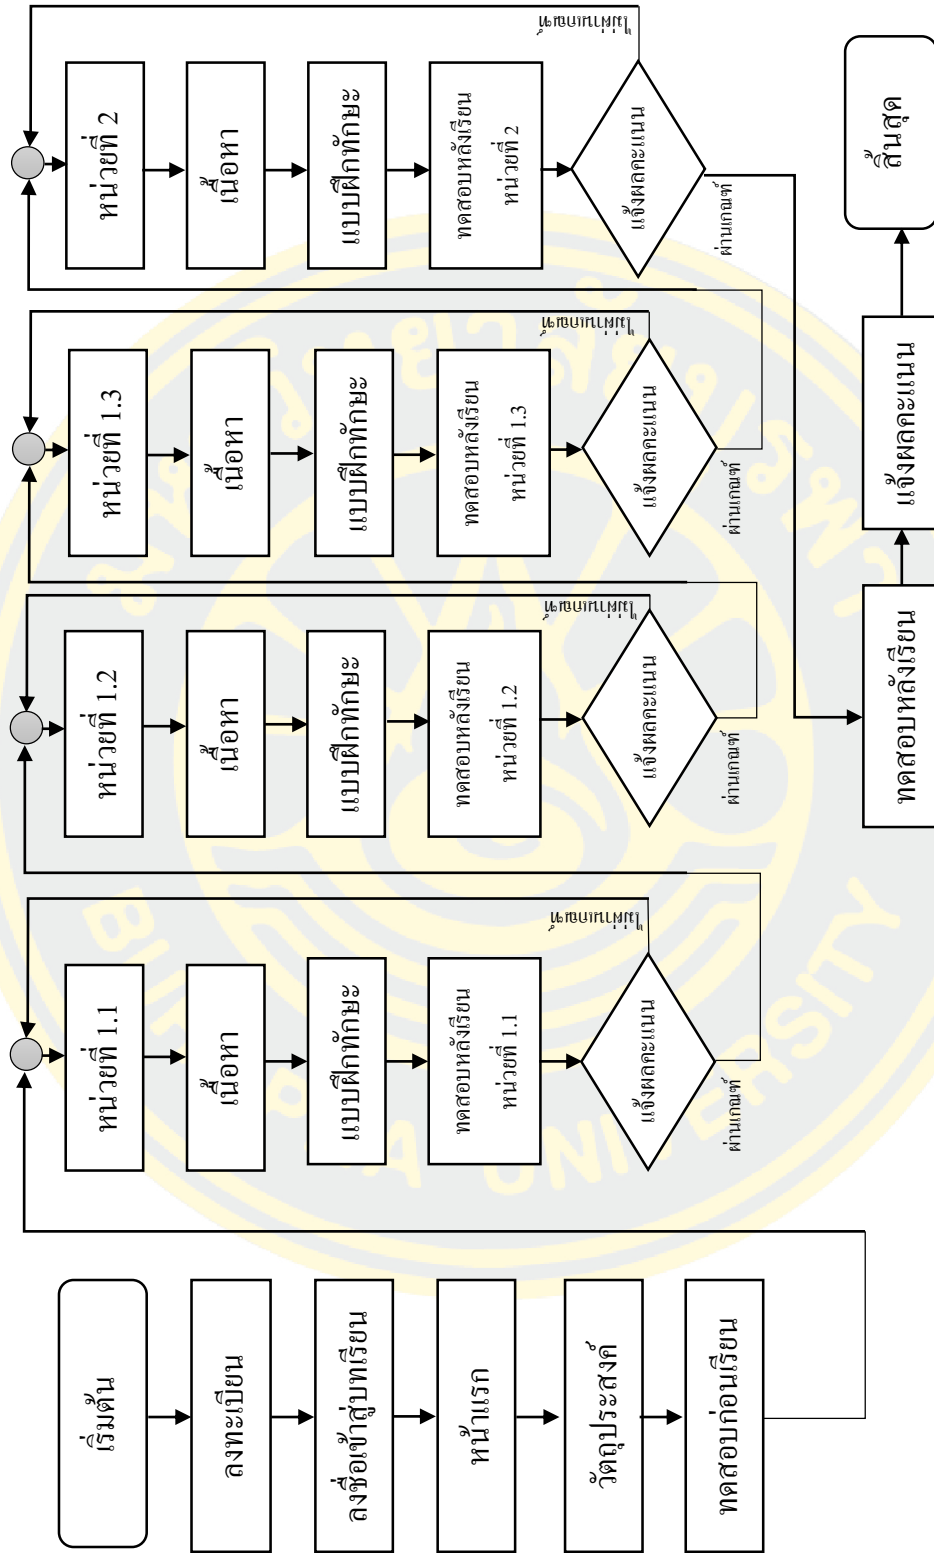 เริ่มต้น
ลงทะเบียน
ลงชื่อเข้าสู่บทเรียน
หน้าแรก
วัตถุประสงค์
ทดสอบก่อนเรียน
หน่วยที่ 1.1
เนื้อหา
แบบฝึกทักษะ
ทดสอบหลังเรียน
หน่วยที่ 1.1
แจ้งผลคะแนน
ไม่ผ่านเกณฑ์
ผ่านเกณฑ์
หน่วยที่ 1.2
เนื้อหา
แบบฝึกทักษะ
ทดสอบหลังเรียน
หน่วยที่ 1.2
แจ้งผลคะแนน
ไม่ผ่านเกณฑ์
ผ่านเกณฑ์
หน่วยที่ 1.3
เนื้อหา
แบบฝึกทักษะ
ทดสอบหลังเรียน
หน่วยที่ 1.3
แจ้งผลคะแนน
ไม่ผ่านเกณฑ์
ผ่านเกณฑ์
หน่วยที่ 2
เนื้อหา
แบบฝึกทักษะ
ทดสอบหลังเรียน
หน่วยที่ 2
แจ้งผลคะแนน
ไม่ผ่านเกณฑ์
ผ่านเกณฑ์
ทดสอบหลังเรียน
แจ้งผลคะแนน
สิ้นสุด
UNIVERSITY